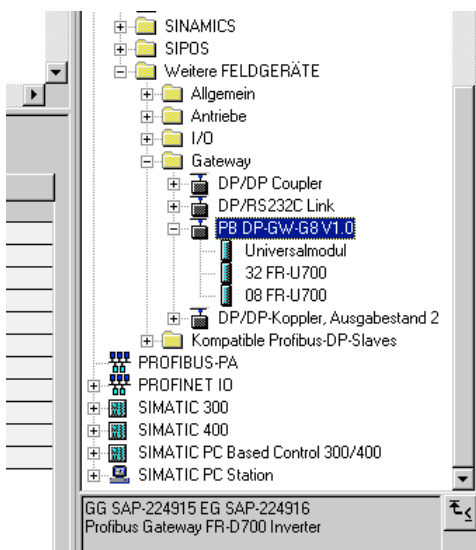 SINAMICS
SIPOS
Weitere FELDGERÄTE
Allgemein
Antriebe
I/O
Gateway
DP/DP Coupler
DP/RS232C Link
PB DP-GW-G8 V1.0
Universalmodul
32 FR-U700
08 FR-U700
DP/DP-Koppler, Ausgabestand 2
Kompatible Profibus-DP-Slaves
PROFIBUS-PA
PROFINET IO
SIMATIC 300
SIMATIC 400
SIMATIC PC Based Control 300/400
SIMATIC PC Station
GG SAP-224915 EG SAP-224916
Profibus Gateway FR-D700 Inverter